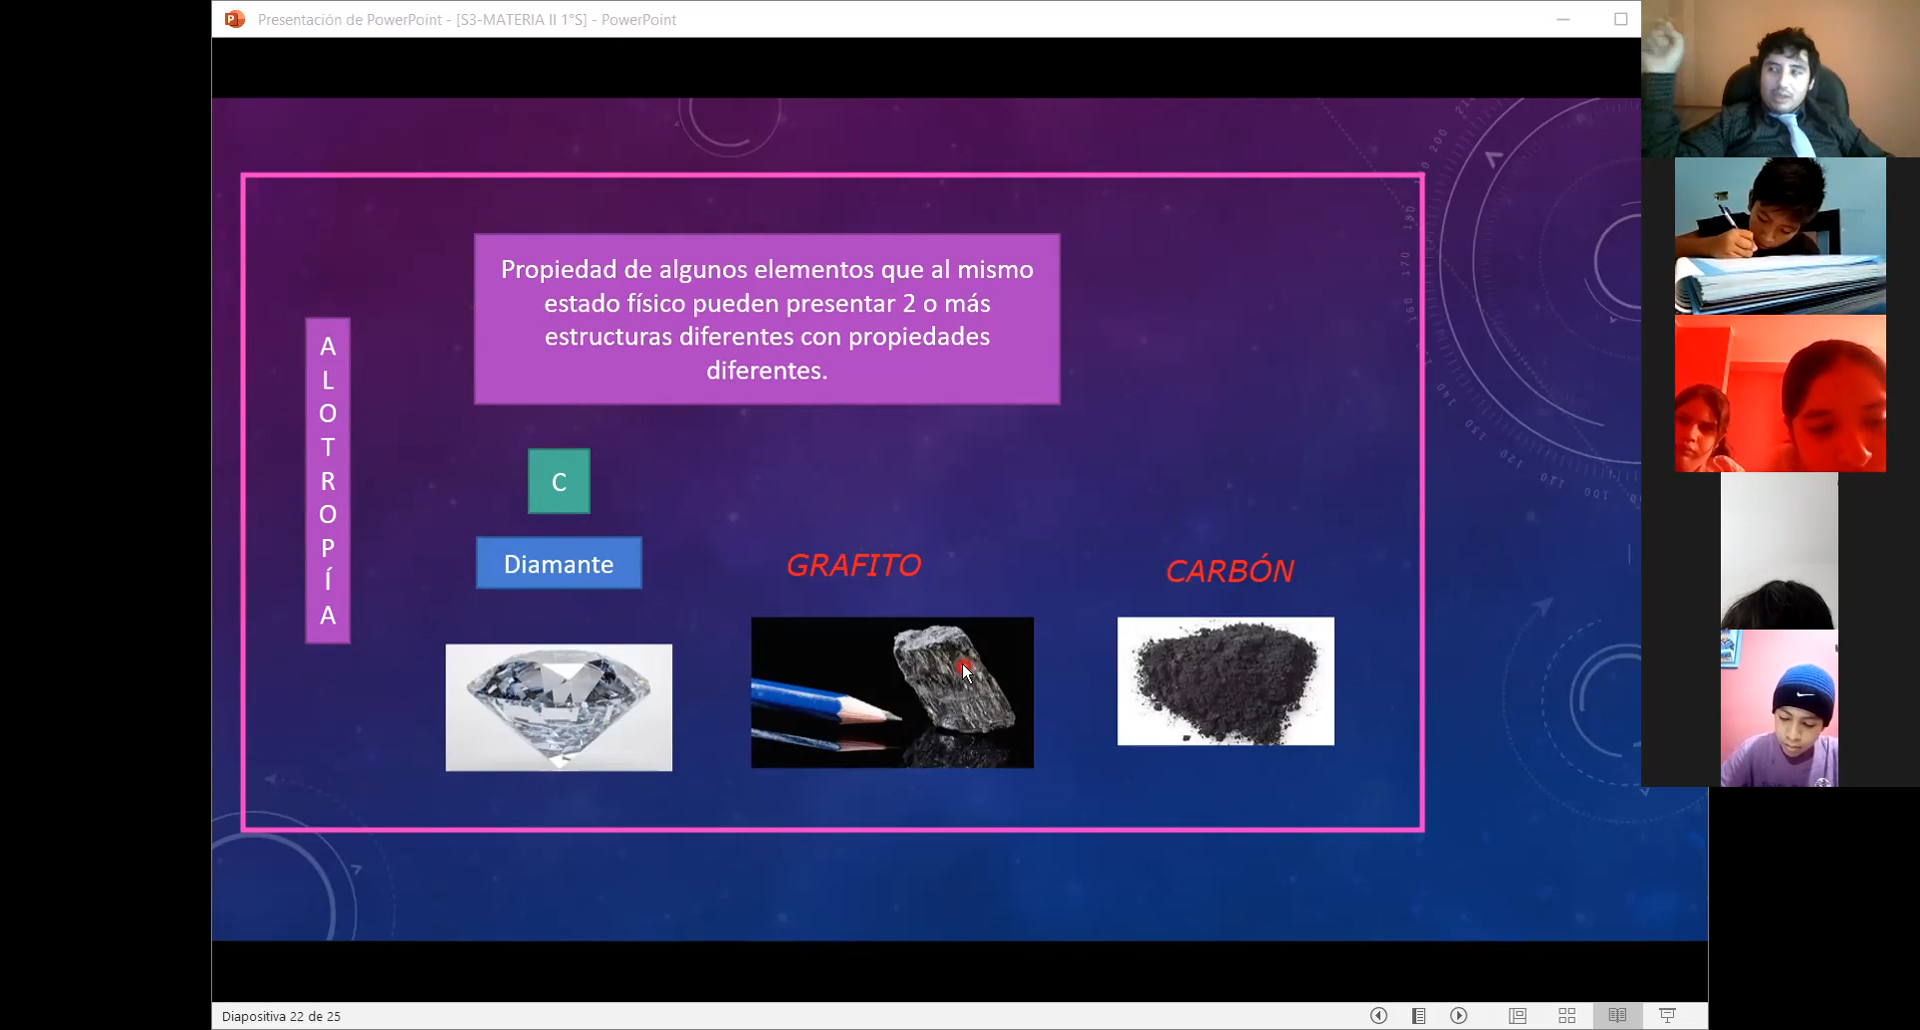 Presentación de PowerPoint - [S3-MATERIA II 1°S] - PowerPoint
Propiedad de algunos elementos que al mismo
estado físico pueden presentar 2 o más
estructuras diferentes con propiedades
diferentes.
ALOTROPÍA
C
Diamante
GRAFITO
CARBÓN
Diapositiva 22 de 25